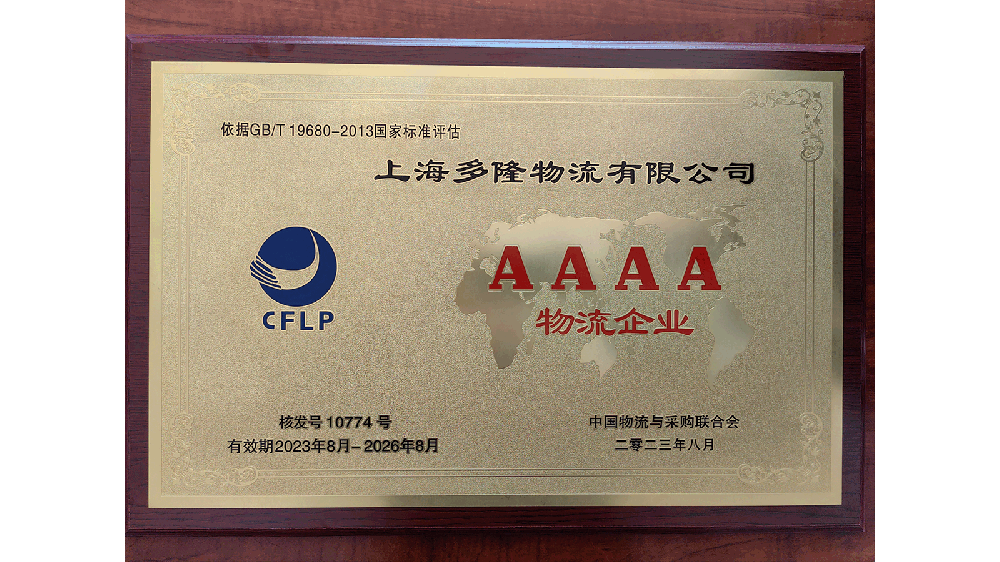 依据GB/T 19680-2013国家标准评估
上海多隆物流有限公司
AAAA
物流企业
CFLP
核发号10774号
有效期2023年8月-2026年8月
中国物流与采购联合会
二零二三年八月